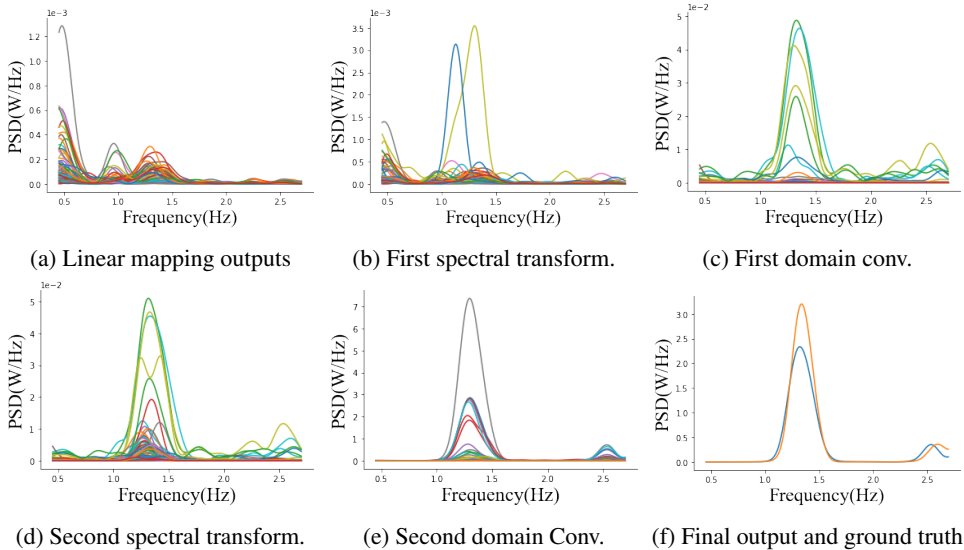 1e−3
PSD(W/Hz)
1.2
1.0
0.8
0.6
0.4
0.2
0.0
0.5 1.0 1.5 2.0 2.5
Frequency(Hz)
(a) Linear mapping outputs
1e−3
PSD(W/Hz)
3.5
3.0
2.5
2.0
1.5
1.0
0.5
0.0
0.5 1.0 1.5 2.0 2.5
Frequency(Hz)
(b) First spectral transform.
1e−2
PSD(W/Hz)
5
4
3
2
1
0
0.5 1.0 1.5 2.0 2.5
Frequency(Hz)
(c) First domain conv.
1e−2
PSD(W/Hz)
5
4
3
2
1
0
0.5 1.0 1.5 2.0 2.5
Frequency(Hz)
(d) Second spectral transform.
PSD(W/Hz)
7
6
5
4
3
2
1
0
0.5 1.0 1.5 2.0 2.5
Frequency(Hz)
(e) Second domain Conv.
PSD(W/Hz)
3.0
2.5
2.0
1.5
1.0
0.5
0.0
0.5 1.0 1.5 2.0 2.5
Frequency(Hz)
(f) Final output and ground truth